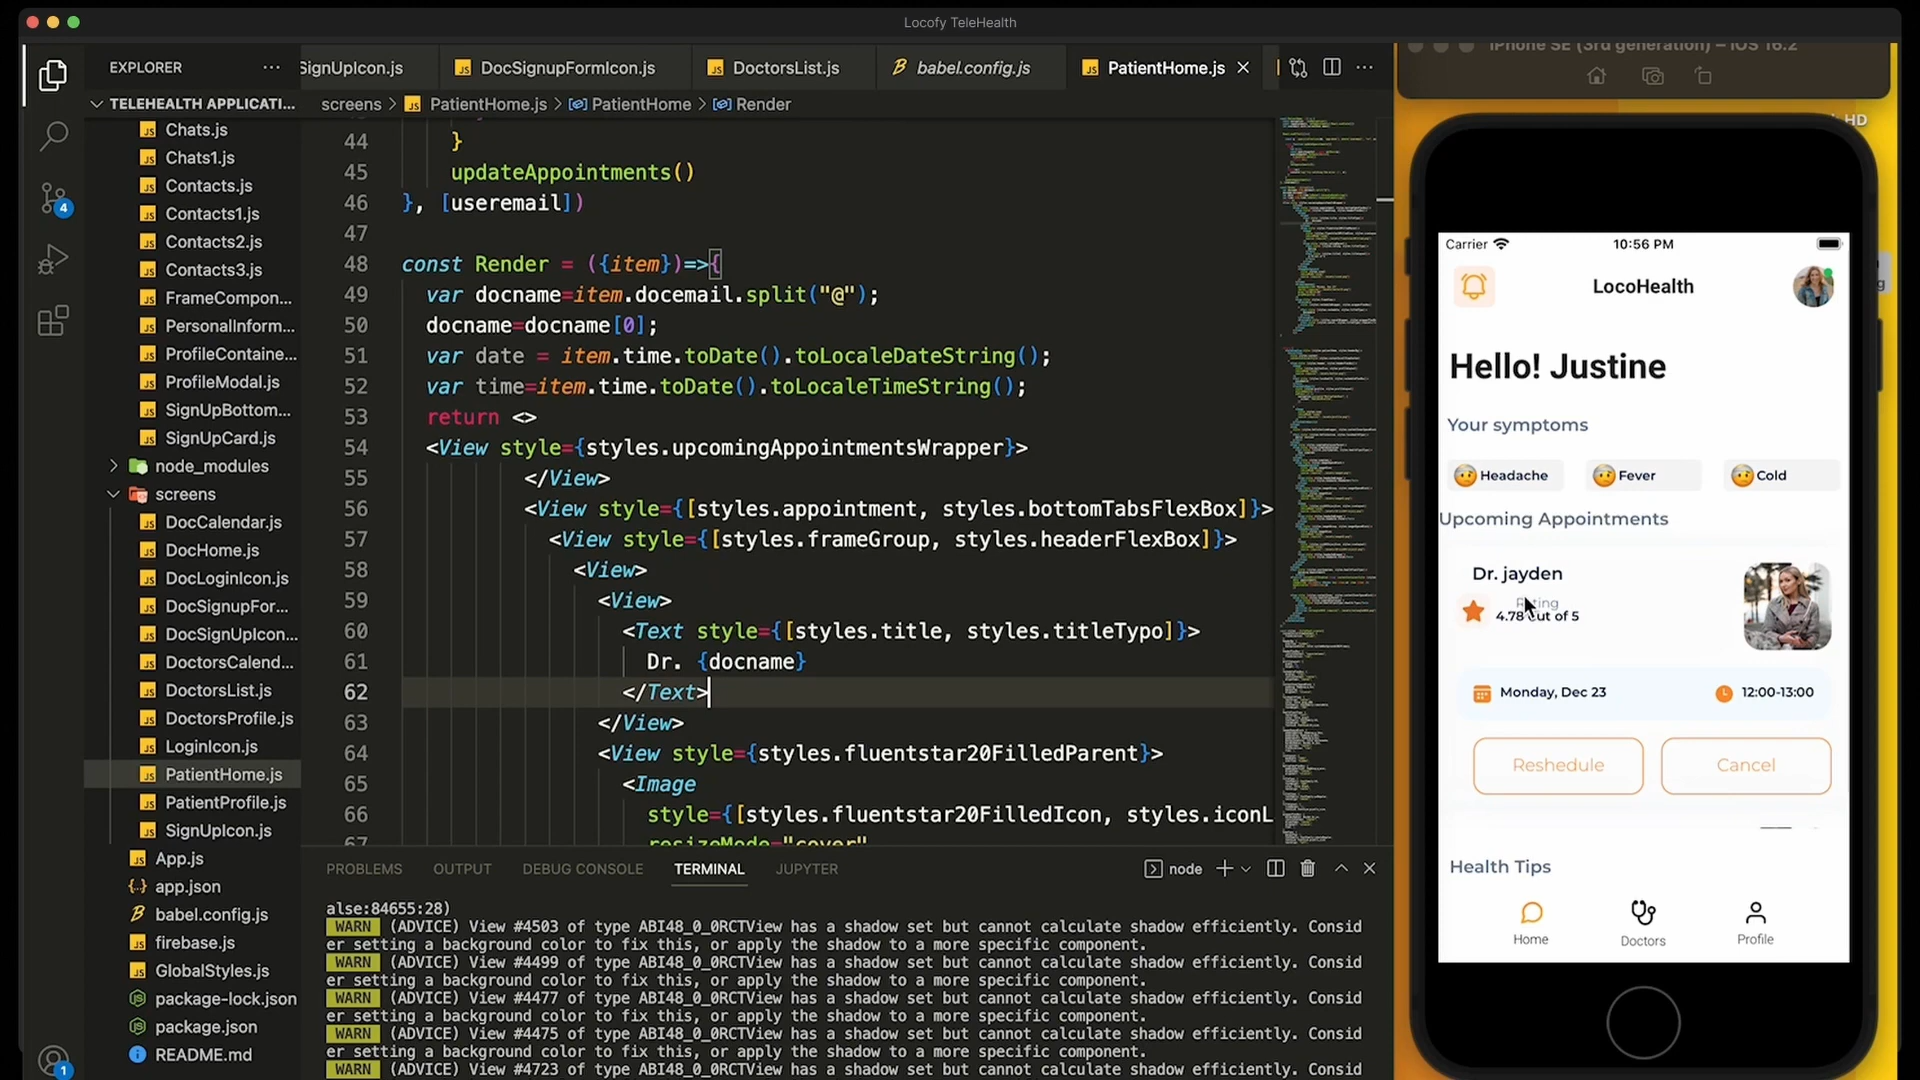 Locofy TeleHealth
EXPLORER
SignUpIcon.js
DocSignupFormIcon.js
DoctorsList.js
babel.config.js
PatientHome.js
TELEHEALTH APPLICATI...
screens > PatientHome.js > PatientHome > Render
Chats.js
Chats1.js
Contacts.js
Contacts1.js
Contacts2.js
Contacts3.js
FrameCompon...
PersonalInform...
ProfileContaine...
ProfileModal.js
SignUpBottom...
SignUpCard.js
node_modules
screens
DocCalendar.js
DocHome.js
DocLoginIcon.js
DocSignupFor...
DocSignUpIcon...
DoctorsCalend...
DoctorsList.js
DoctorsProfile.js
LoginIcon.js
PatientHome.js
PatientProfile.js
SignUpIcon.js
App.js
app.json
babel.config.js
firebase.js
GlobalStyles.js
package-lock.json
package.json
README.md
4
1
44 }
45 updateAppointments()
46 }, [useremail])
47
48 const Render = ({item})=>{
49 var docname=item.docemail.split("@");
50 docname=docname[0];
51 var date = item.time.toDate().toLocaleDateString();
52 var time=item.time.toDate().toLocaleTimeString();
53 return <>
54 <View style={styles.upcomingAppointmentsWrapper}>
55 </View>
56 <View style={[styles.appointment, styles.bottomTabsFlexBox]}>
57 <View style={[styles.frameGroup, styles.headerFlexBox]}>
58 <View>
59 <View>
60 <Text style={[styles.title, styles.titleTypo]}>
61 Dr. {docname}
62 </Text>
63 </View>
64 <View style={styles.fluentstar20FilledParent}>
65 <Image
66 style={[styles.fluentstar20FilledIcon, styles.iconL
67 resizeMode="cover"
PROBLEMS OUTPUT DEBUG CONSOLE TERMINAL JUPYTER
node
alse:84655:28)
WARN (ADVICE) View #4503 of type ABI48_0_0RCTView has a shadow set but cannot calculate shadow efficiently. Consid
er setting a background color to fix this, or apply the shadow to a more specific component.
WARN (ADVICE) View #4499 of type ABI48_0_0RCTView has a shadow set but cannot calculate shadow efficiently. Consid
er setting a background color to fix this, or apply the shadow to a more specific component.
WARN (ADVICE) View #4477 of type ABI48_0_0RCTView has a shadow set but cannot calculate shadow efficiently. Consid
er setting a background color to fix this, or apply the shadow to a more specific component.
WARN (ADVICE) View #4475 of type ABI48_0_0RCTView has a shadow set but cannot calculate shadow efficiently. Consid
er setting a background color to fix this, or apply the shadow to a more specific component.
WARN (ADVICE) View #4723 of type ABI48_0_0RCTView has a shadow set but cannot calculate shadow efficiently. Consid
iPhone SE (3rd generation) – iOS 16.2
HD
Carrier
10:56 PM
LocoHealth
Hello! Justine
Your symptoms
Headache
Fever
Cold
Upcoming Appointments
Dr. jayden
4.78 out of 5
Monday, Dec 23
12:00-13:00
Reshedule
Cancel
Health Tips
Home
Doctors
Profile